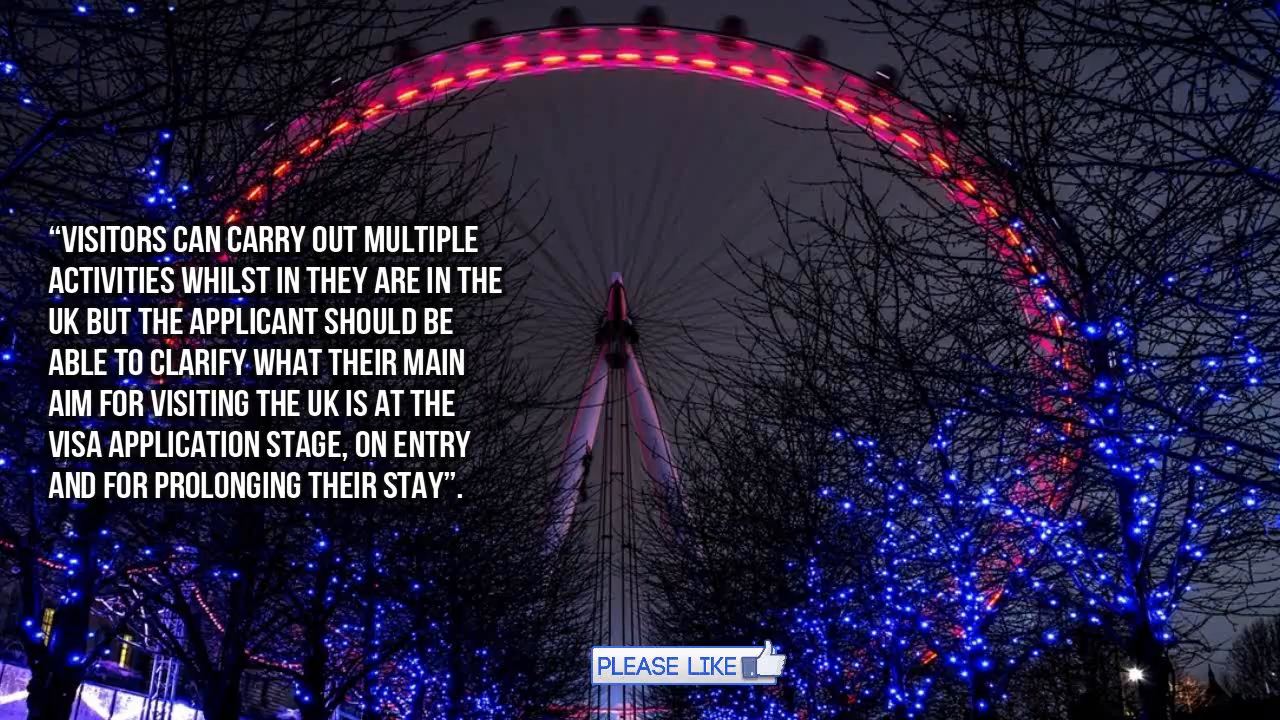 “VISITORS CAN CARRY OUT MULTIPLE
ACTIVITIES WHILST IN THEY ARE IN THE
UK BUT THE APPLICANT SHOULD BE
ABLE TO CLARIFY WHAT THEIR MAIN
AIM FOR VISITING THE UK IS AT THE
VISA APPLICATION STAGE, ON ENTRY
AND FOR PROLONGING THEIR STAY”.
PLEASE LIKE